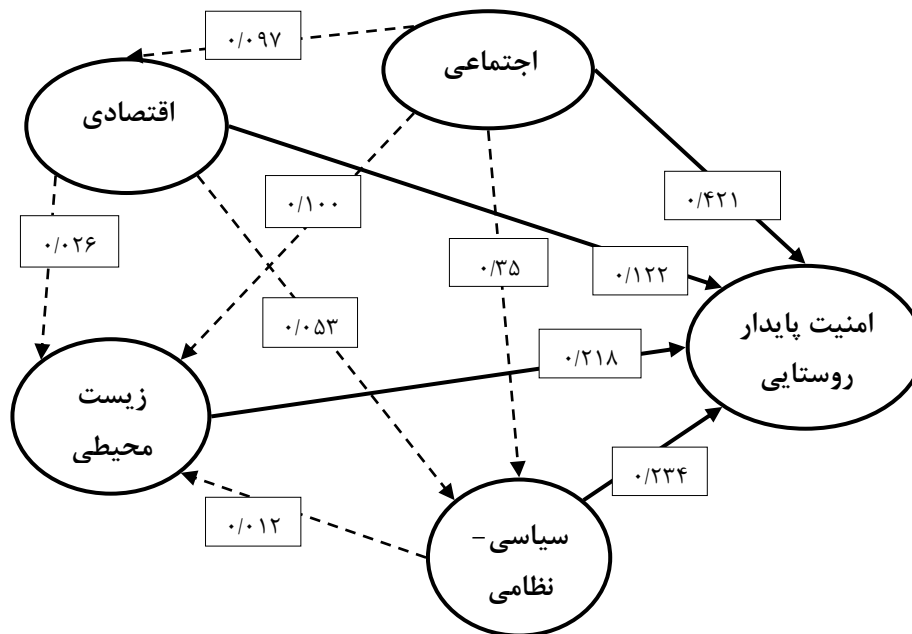 ۰/۰۹۷
اجتماعی
اقتصادی
۰/۱۰۰
۰/۴۲۱
۰/۰۲۶
۰/۳۵
۰/۱۲۲
۰/۰۵۳
امنیت پایدار
روستایی
۰/۲۱۸
زیست
محیطی
۰/۲۳۴
۰/۰۱۲
سیاسی-
نظامی